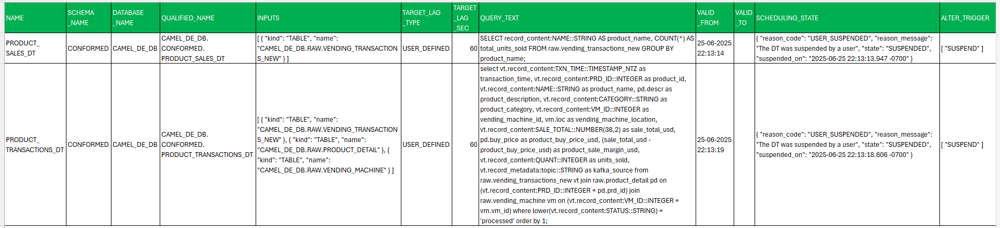 NAME
SCHEMA
_NAME
DATABASE
_NAME
QUALIFIED_NAME
INPUTS
TARGET_LAG
_TYPE
TARGET
_LAG
_SEC
QUERY_TEXT
VALID
_FROM
VALID
_TO
SCHEDULING_STATE
ALTER_TRIGGER
PRODUCT_
SALES_DT
CONFORMED
CAMEL_DE_DB
CAMEL_DE_DB.
CONFORMED.
PRODUCT_SALES_DT
[ { "kind": "TABLE", "name":
"CAMEL_DE_DB.RAW.VENDING_TRANSACTION
S_NEW" } ]
USER_DEFINED
60
SELECT record_content:NAME::STRING AS product_name, COUNT(*) AS
total_units_sold FROM raw.vending_transactions_new GROUP BY
product_name;
25-06-2025
22:13:14
{ "reason_code": "USER_SUSPENDED", "reason_message":
"The DT was suspended by a user", "state": "SUSPENDED",
"suspended_on": "2025-06-25 22:13:13.947 -0700" }
[ "SUSPEND" ]
PRODUCT_
TRANSACTIONS_DT
CONFORMED
CAMEL_DE_DB
CAMEL_DE_DB.
CONFORMED.
PRODUCT_TRANSACTIONS_DT
[ { "kind": "TABLE", "name":
"CAMEL_DE_DB.RAW.VENDING_TRANSACTION
S_NEW" }, { "kind": "TABLE", "name":
"CAMEL_DE_DB.RAW.PRODUCT_DETAIL" }, {
"kind": "TABLE", "name":
"CAMEL_DE_DB.RAW.VENDING_MACHINE" } ]
USER_DEFINED
60
select vt.record_content:TXN_TIME::TIMESTAMP_NTZ as
transaction_time, vt.record_content:PRD_ID::INTEGER as product_id,
vt.record_content:NAME::STRING as product_name, pd.descr as
product_description, vt.record_content:CATEGORY::STRING as
product_category, vt.record_content:VM_ID::INTEGER as
vending_machine_id, vm.loc as vending_machine_location,
vt.record_content:SALE_TOTAL::NUMBER(38,2) as sale_total_usd,
pd.buy_price as product_buy_price_usd, (sale_total_usd -
product_buy_price_usd) as product_sale_margin_usd,
vt.record_content:QUANT::INTEGER as units_sold,
vt.record_metadata:topic::STRING as kafka_source from
raw.vending_transactions_new vt join raw.product_detail pd on
(vt.record_content:PRD_ID::INTEGER = pd.prd_id) join
raw.vending_machine vm on (vt.record_content:VM_ID::INTEGER =
vm.vm_id) where lower(vt.record_content:STATUS::STRING) =
'processed' order by 1;
25-06-2025
22:13:19
{ "reason_code": "USER_SUSPENDED", "reason_message":
"The DT was suspended by a user", "state": "SUSPENDED",
"suspended_on": "2025-06-25 22:13:18.606 -0700" }
[ "SUSPEND" ]